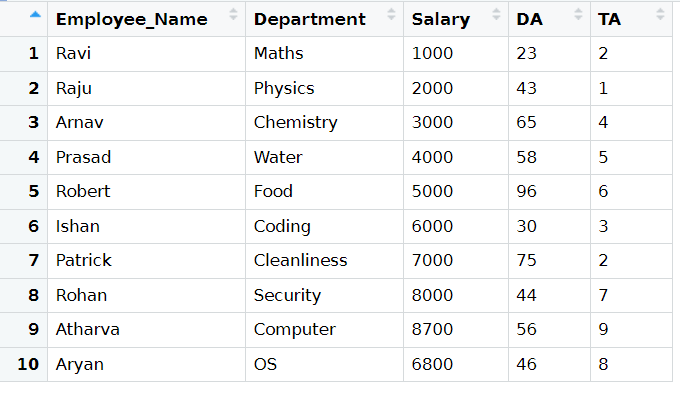 Employee_Name Department Salary DA TA
1 Ravi Maths 1000 23 2
2 Raju Physics 2000 43 1
3 Arnav Chemistry 3000 65 4
4 Prasad Water 4000 58 5
5 Robert Food 5000 96 6
6 Ishan Coding 6000 30 3
7 Patrick Cleanliness 7000 75 2
8 Rohan Security 8000 44 7
9 Atharva Computer 8700 56 9
10 Aryan OS 6800 46 8